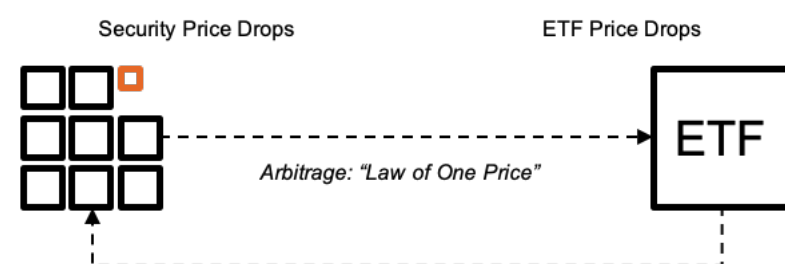 Security Price Drops
ETF Price Drops
ETF
Arbitrage: “Law of One Price”